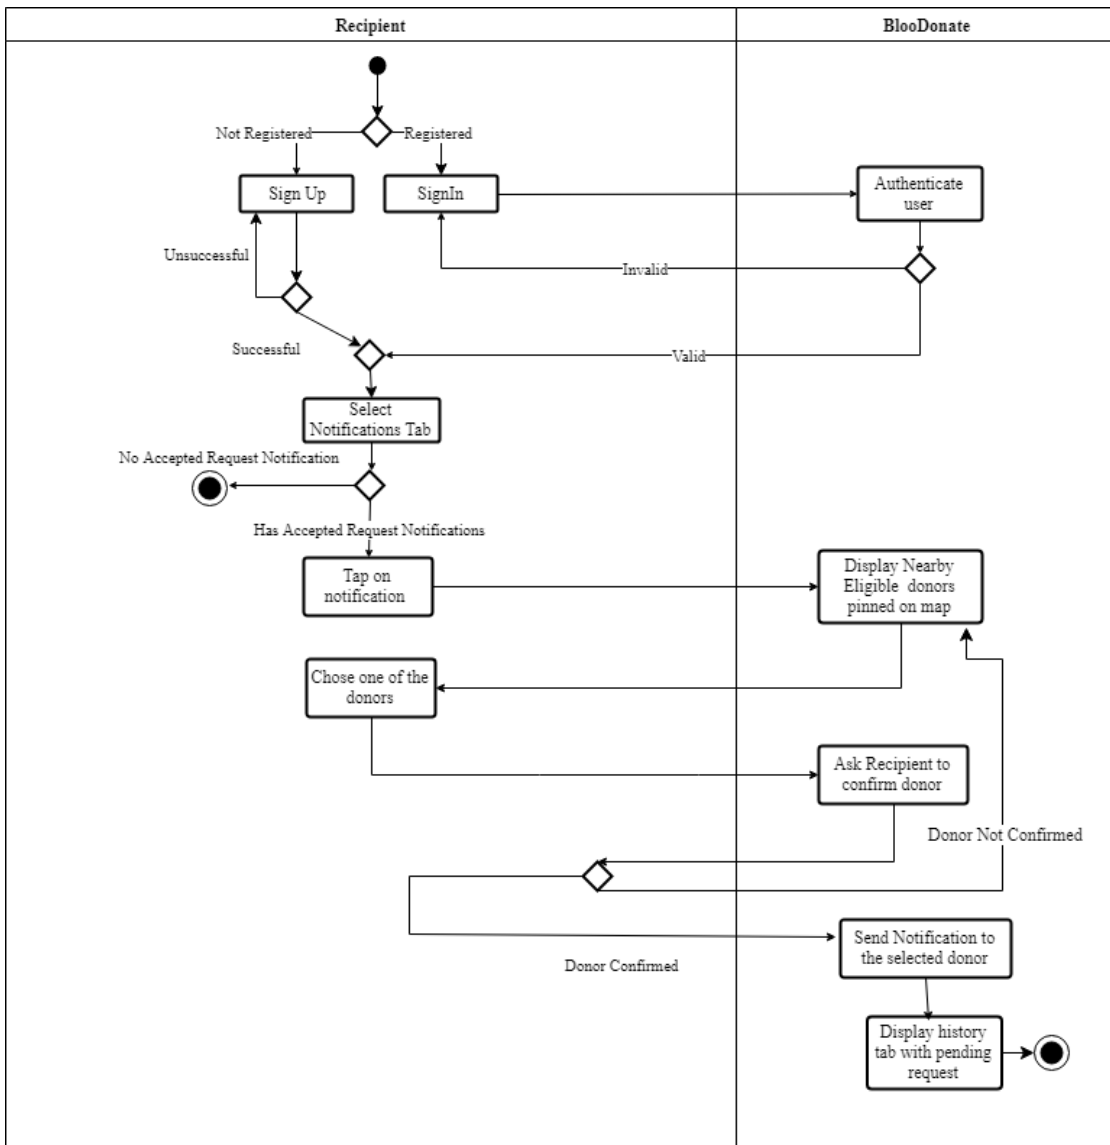 Recipient
BlooDonate
Not Registered
Registered
Sign Up
SignIn
Authenticate
user
Unsuccessful
Invalid
Successful
Valid
Select
Notifications Tab
No Accepted Request Notification
Has Accepted Request Notifications
Tap on
notification
Display Nearby
Eligible donors
pinned on map
Chose one of the
donors
Ask Recipient to
confirm donor
Donor Not Confirmed
Send Notification to
the selected donor
Donor Confirmed
Display history
tab with pending
request